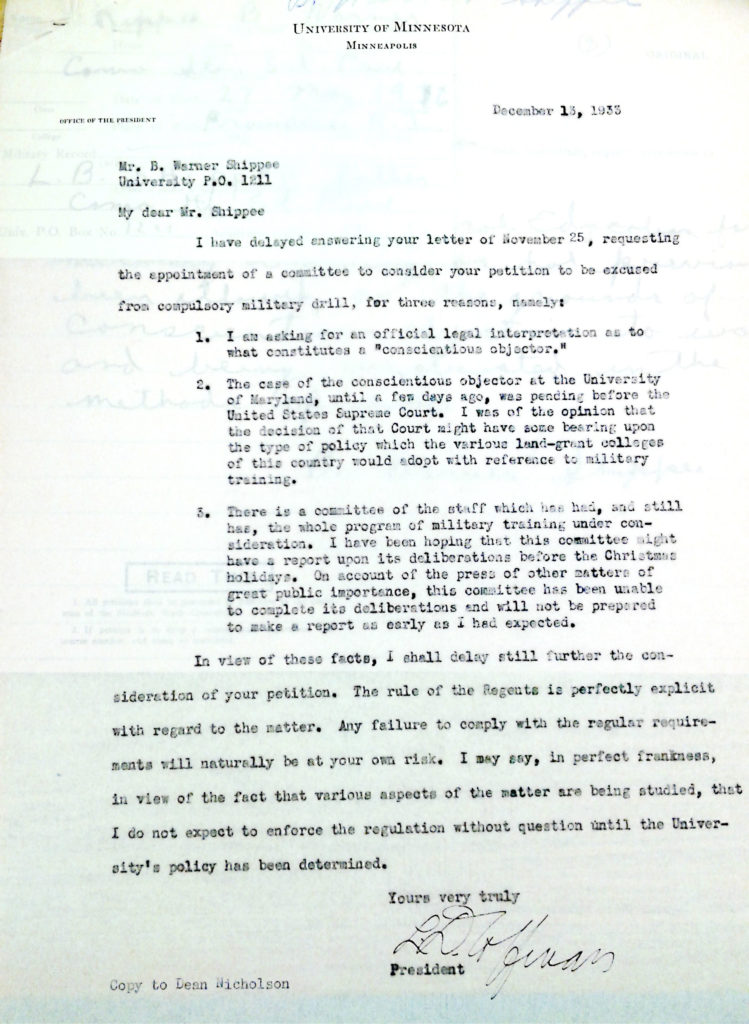 UNIVERSITY OF MINNESOTA
MINNEAPOLIS
ORIGINAL
OFFICE OF THE PRESIDENT
December 13, 1933
Mr. B. Warner Shippee
University P.O. 1211
My dear Mr. Shippee
I have delayed answering your letter of November 25, requesting
the appointment of a committee to consider your petition to be excused
from compulsory military drill, for three reasons, namely:
1. I am asking for an official legal interpretation as to
what constitutes a "conscientious objector."
2. The case of the conscientious objector at the University
of Maryland, until a few days ago, was pending before the
United States Supreme Court. I was of the opinion that
the decision of that Court might have some bearing upon
the type of policy which the various land-grant colleges
of this country would adopt with reference to military
training.
3. There is a committee of the staff which has had, and still
has, the whole program of military training under con-
sideration. I have been hoping that this committee might
have a report upon its deliberations before the Christmas
holidays. On account of the press of other matters of
great public importance, this committee has been unable
to complete its deliberations and will not be prepared
to make a report as early as I had expected.
In view of these facts, I shall delay still further the con-
sideration of your petition. The rule of the Regents is perfectly explicit
with regard to the matter. Any failure to comply with the regular require-
ments will naturally be at your own risk. I may say, in perfect frankness,
in view of the fact that various aspects of the matter are being studied, that
I do not expect to enforce the regulation without question until the Univer-
sity's policy has been determined.
Yours very truly
L D Coffman
President
Copy to Dean Nicholson